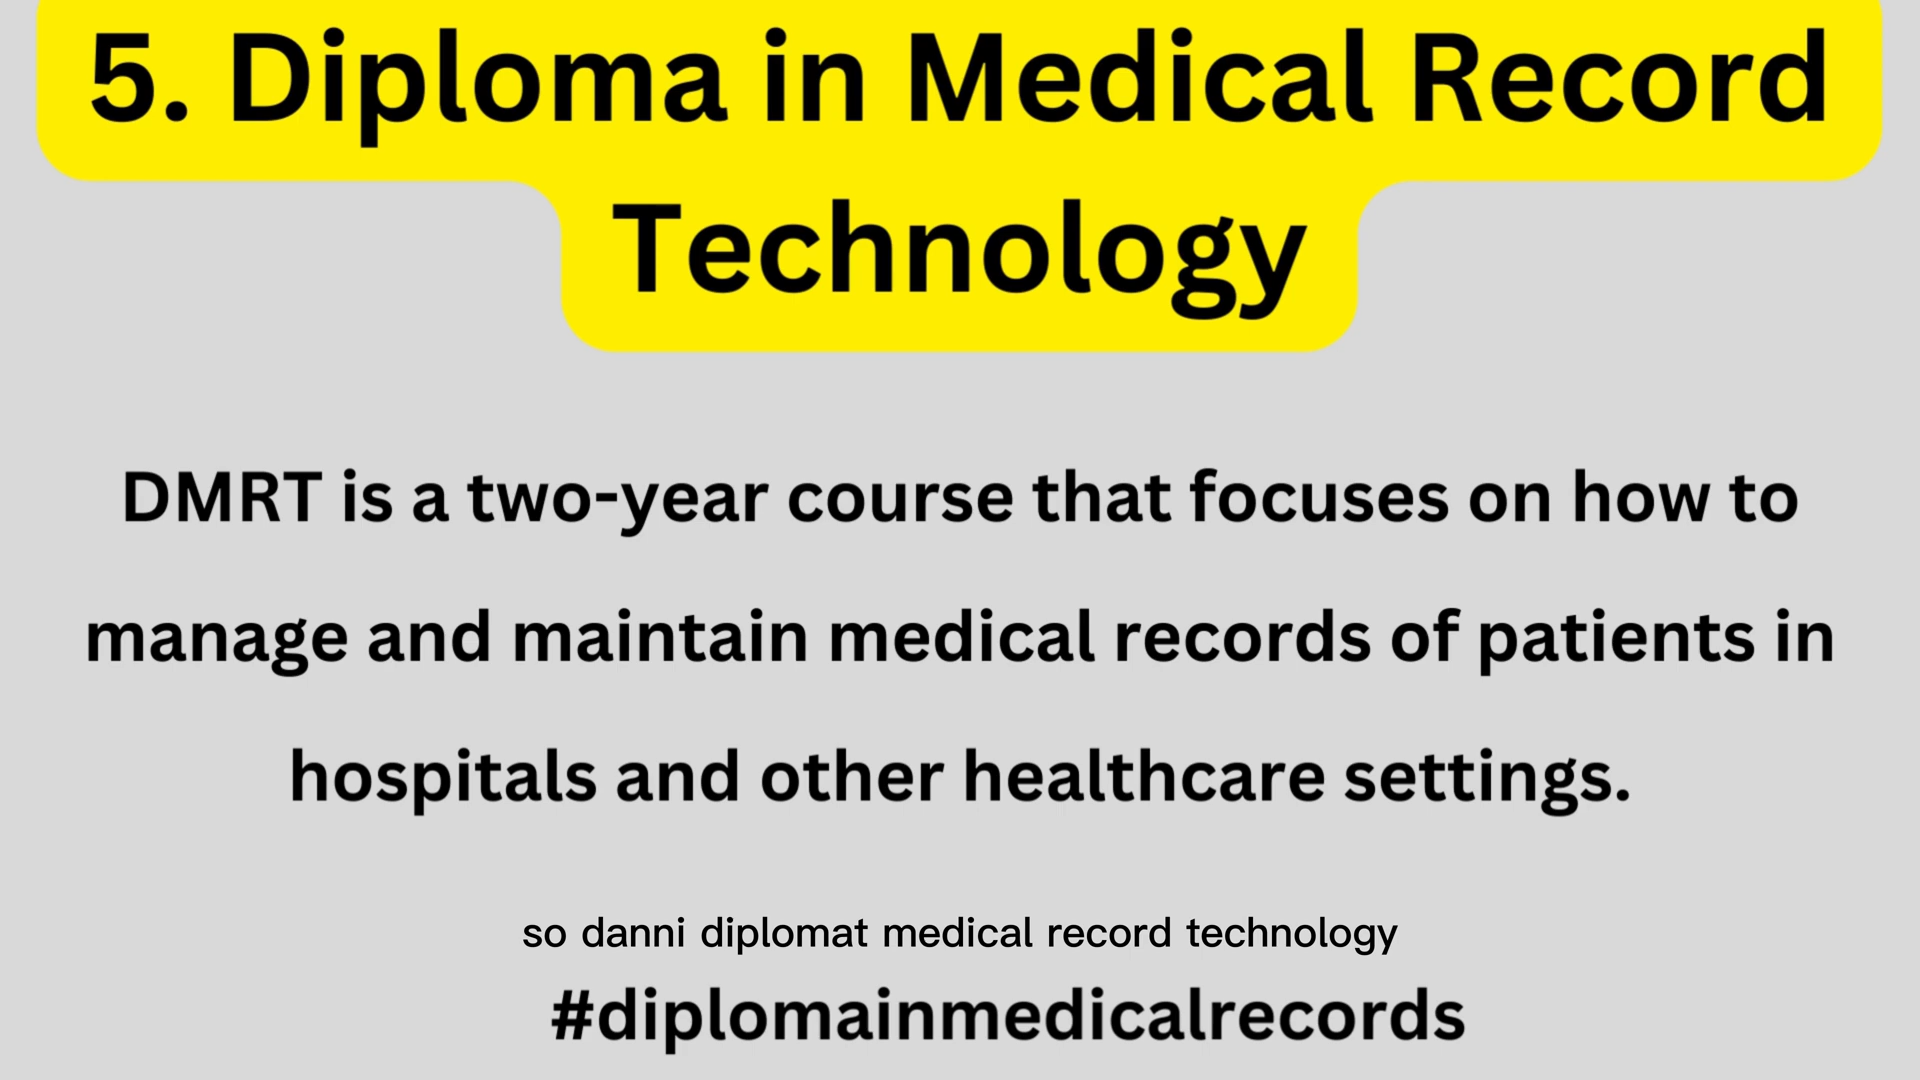 5. Diploma in Medical Record
Technology
DMRT is a two-year course that focuses on how to
manage and maintain medical records of patients in
hospitals and other healthcare settings.
so danni diplomat medical record technology
#diplomainmedicalrecords